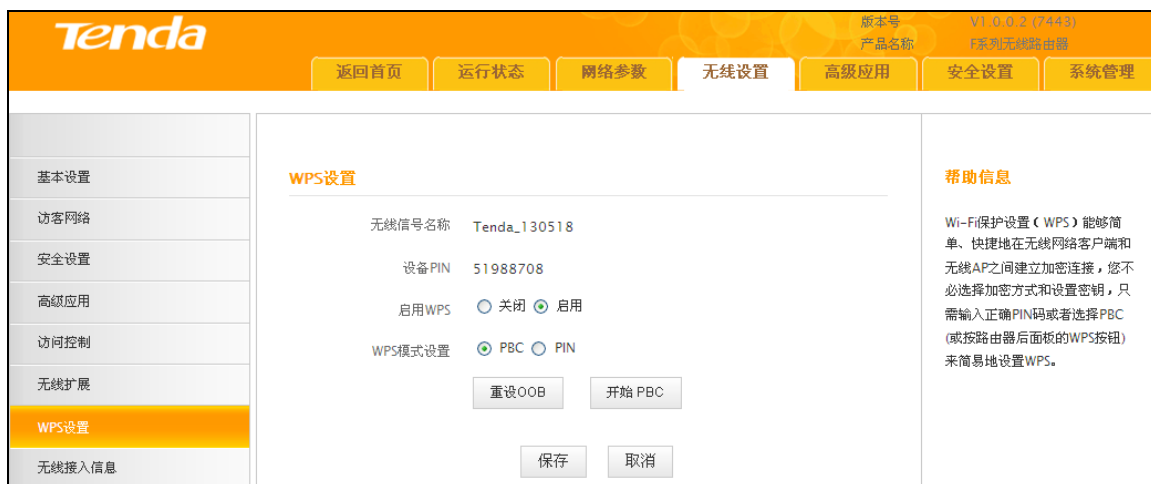 Tenda
版本号 V1.0.0.2 (7443)
产品名称 F系列无线路由器
返回首页 运行状态 网络参数 无线设置 高级应用 安全设置 系统管理
基本设置
访客网络
安全设置
高级应用
访问控制
无线扩展
WPS设置
无线接入信息
WPS设置
无线信号名称 Tenda_130518
设备PIN 51988708
启用WPS 关闭 启用
WPS模式设置 PBC PIN
重设OOB 开始 PBC
保存 取消
帮助信息
Wi-Fi保护设置(WPS)能够简
单、快捷地在无线网络客户端和
无线AP之间建立加密连接，您不
必选择加密方式和设置密钥，只
需输入正确PIN码或者选择PBC
(或按路由器后面板的WPS按钮)
来简易地设置WPS。